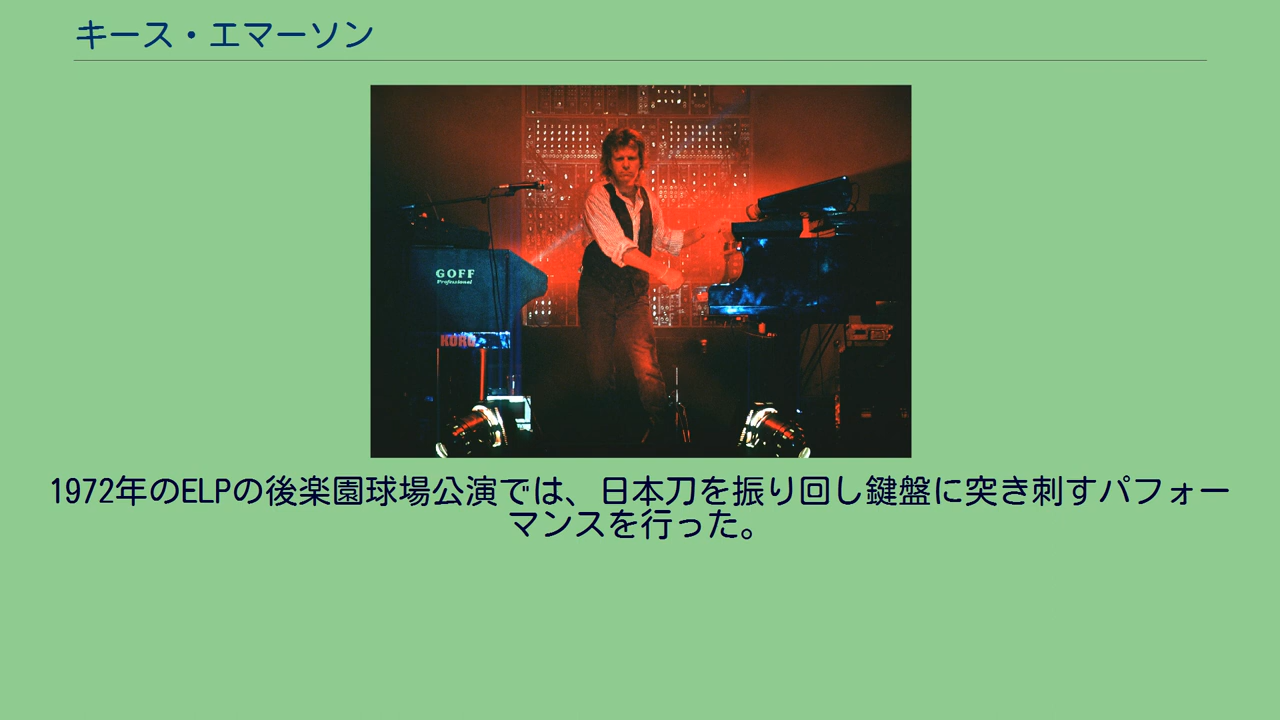 キース・エマーソン
GOFF
Professional
KORG
1972年のELPの後楽園球場公演では、日本刀を振り回し鍵盤に突き刺すパフォー
マンスを行った。